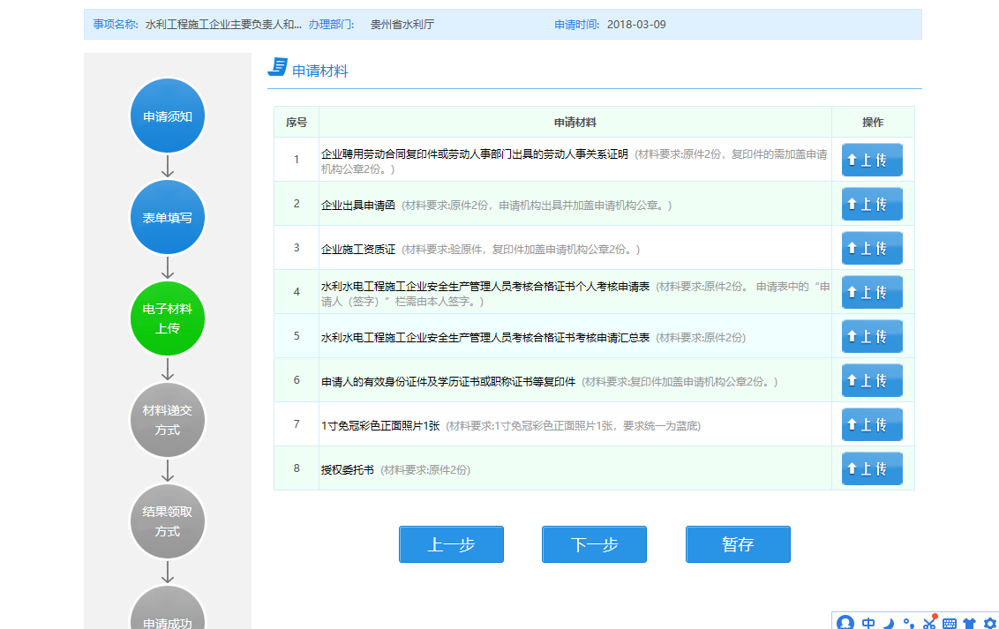 事项名称: 水利工程施工企业主要负责人和... 办理部门: 贵州省水利厅 申请时间: 2018-03-09
申请须知
表单填写
电子材料
上传
材料递交
方式
结果领取
方式
申请成功
申请材料
序号 申请材料 操作
1 企业聘用劳动合同复印件或劳动人事部门出具的劳动人事关系证明 (材料要求:原件2份，复印件的需加盖申请
机构公章2份。) 上传
2 企业出具申请函 (材料要求:原件2份，申请机构出具并加盖申请机构公章。) 上传
3 企业施工资质证 (材料要求:验原件，复印件加盖申请机构公章2份。) 上传
4 水利水电工程施工企业安全生产管理人员考核合格证书个人考核申请表 (材料要求:原件2份。 申请表中的“申
请人（签字）”栏需由本人签字。) 上传
5 水利水电工程施工企业安全生产管理人员考核合格证书考核申请汇总表 (材料要求:原件2份) 上传
6 申请人的有效身份证件及学历证书或职称证书等复印件 (材料要求:复印件加盖申请机构公章2份。) 上传
7 1寸免冠彩色正面照片1张 (材料要求:1寸免冠彩色正面照片1张，要求统一为蓝底) 上传
8 授权委托书 (材料要求:原件2份) 上传
上一步 下一步 暂存
中